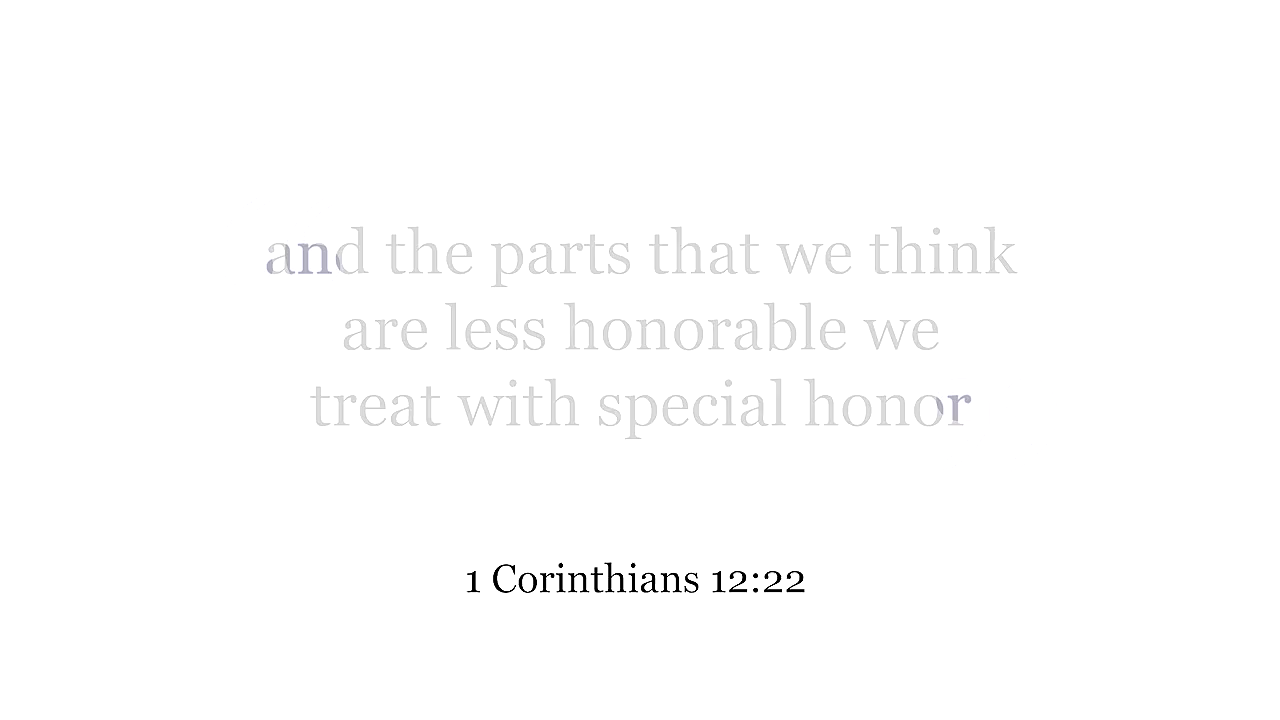 and the parts that we think
are less honorable we
treat with special honor
1 Corinthians 12:22